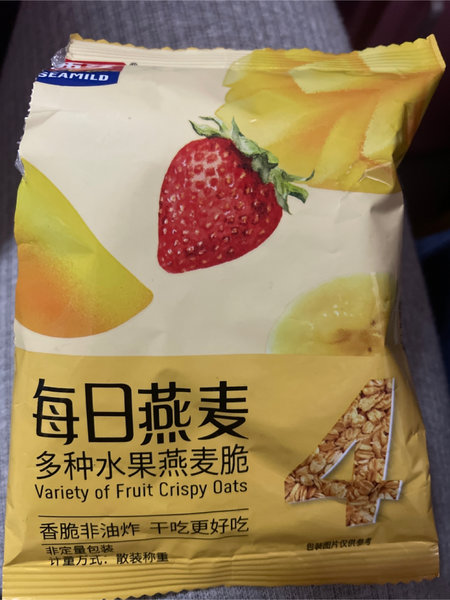 SEAMILD
®
每日燕麦
多种水果燕麦脆
Variety of Fruit Crispy Oats
4
香脆非油炸 干吃更好吃
非定量包装
计量方式：散装称重
包装图片仅供参考